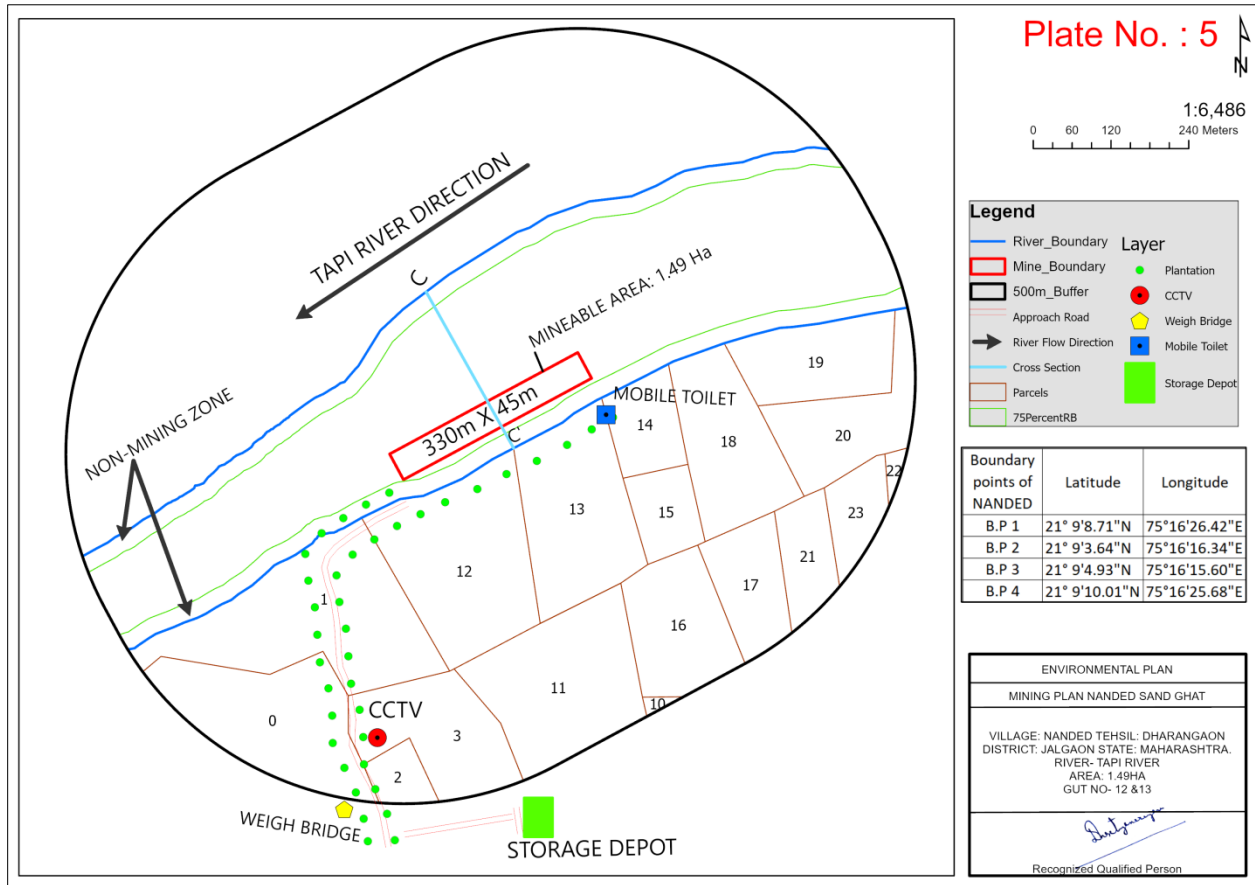 Plate No. : 5
N
1:6,486
0 60 120 240 Meters
TAPI RIVER DIRECTION
C
MINEABLE AREA: 1.49 Ha
330m X 45m
C'
MOBILE TOILET
NON-MINING ZONE
19
14
18
20
22
13
15
23
12
21
17
1
16
11
10
0
CCTV
3
2
WEIGH BRIDGE
STORAGE DEPOT
Legend
River_Boundary
Mine_Boundary
500m_Buffer
Approach Road
River Flow Direction
Cross Section
Parcels
75PercentRB
Layer
Plantation
CCTV
Weigh Bridge
Mobile Toilet
Storage Depot
Boundary points of NANDED Latitude Longitude
B.P 1 21° 9'8.71"N 75°16'26.42"E
B.P 2 21° 9'3.64"N 75°16'16.34"E
B.P 3 21° 9'4.93"N 75°16'15.60"E
B.P 4 21° 9'10.01"N 75°16'25.68"E
ENVIRONMENTAL PLAN
MINING PLAN NANDED SAND GHAT
VILLAGE: NANDED TEHSIL: DHARANGAON
DISTRICT: JALGAON STATE: MAHARASHTRA.
RIVER- TAPI RIVER
AREA: 1.49HA
GUT NO- 12 &13
Recognized Qualified Person